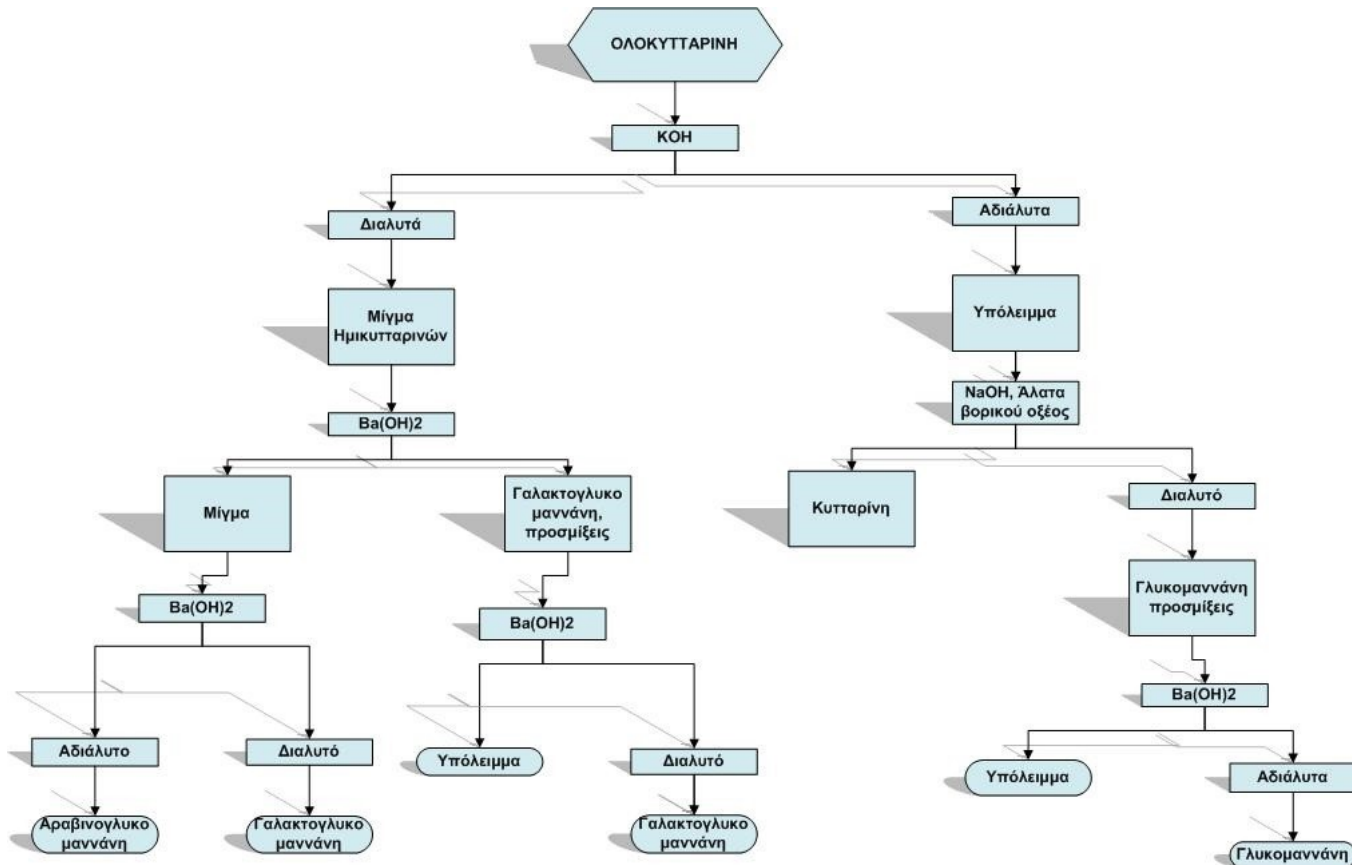 ΟΛΟΚΥΤΤΑΡΙΝΗ
ΚΟΗ
Διαλυτά
Αδιάλυτα
Μίγμα
Ημικυτταρινών
Υπόλειμμα
NaOH, Άλατα
βορικού οξέος
Ba(OH)2
Μίγμα
Γαλακτογλυκο
μαννάνη,
προσμίξεις
Κυτταρίνη
Διαλυτό
Ba(OH)2
Ba(OH)2
Γλυκομαννάνη
προσμίξεις
Ba(OH)2
Αδιάλυτο
Διαλυτό
Υπόλειμμα
Διαλυτό
Υπόλειμμα
Αδιάλυτα
Αραβινογλυκο
μαννάνη
Γαλακτογλυκο
μαννάνη
Γαλακτογλυκο
μαννάνη
Γλυκομαννάνη